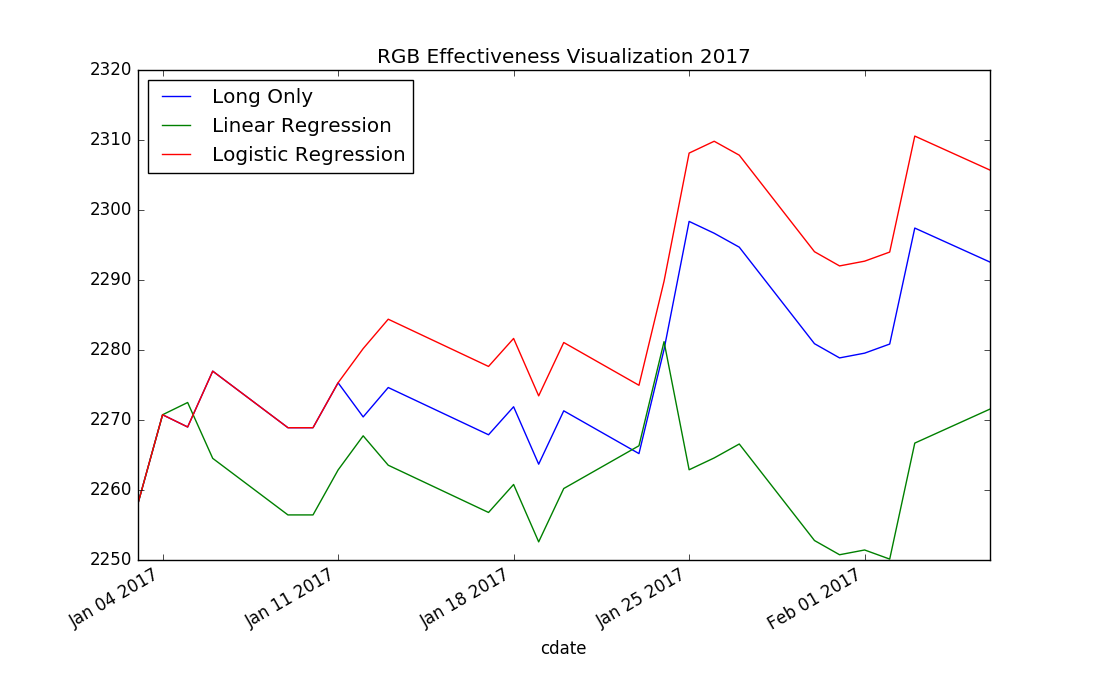 RGB Effectiveness Visualization 2017
2320
2310
2300
2290
2280
2270
2260
2250
Long Only
Linear Regression
Logistic Regression
Jan 04 2017
Jan 11 2017
Jan 18 2017
Jan 25 2017
Feb 01 2017
cdate